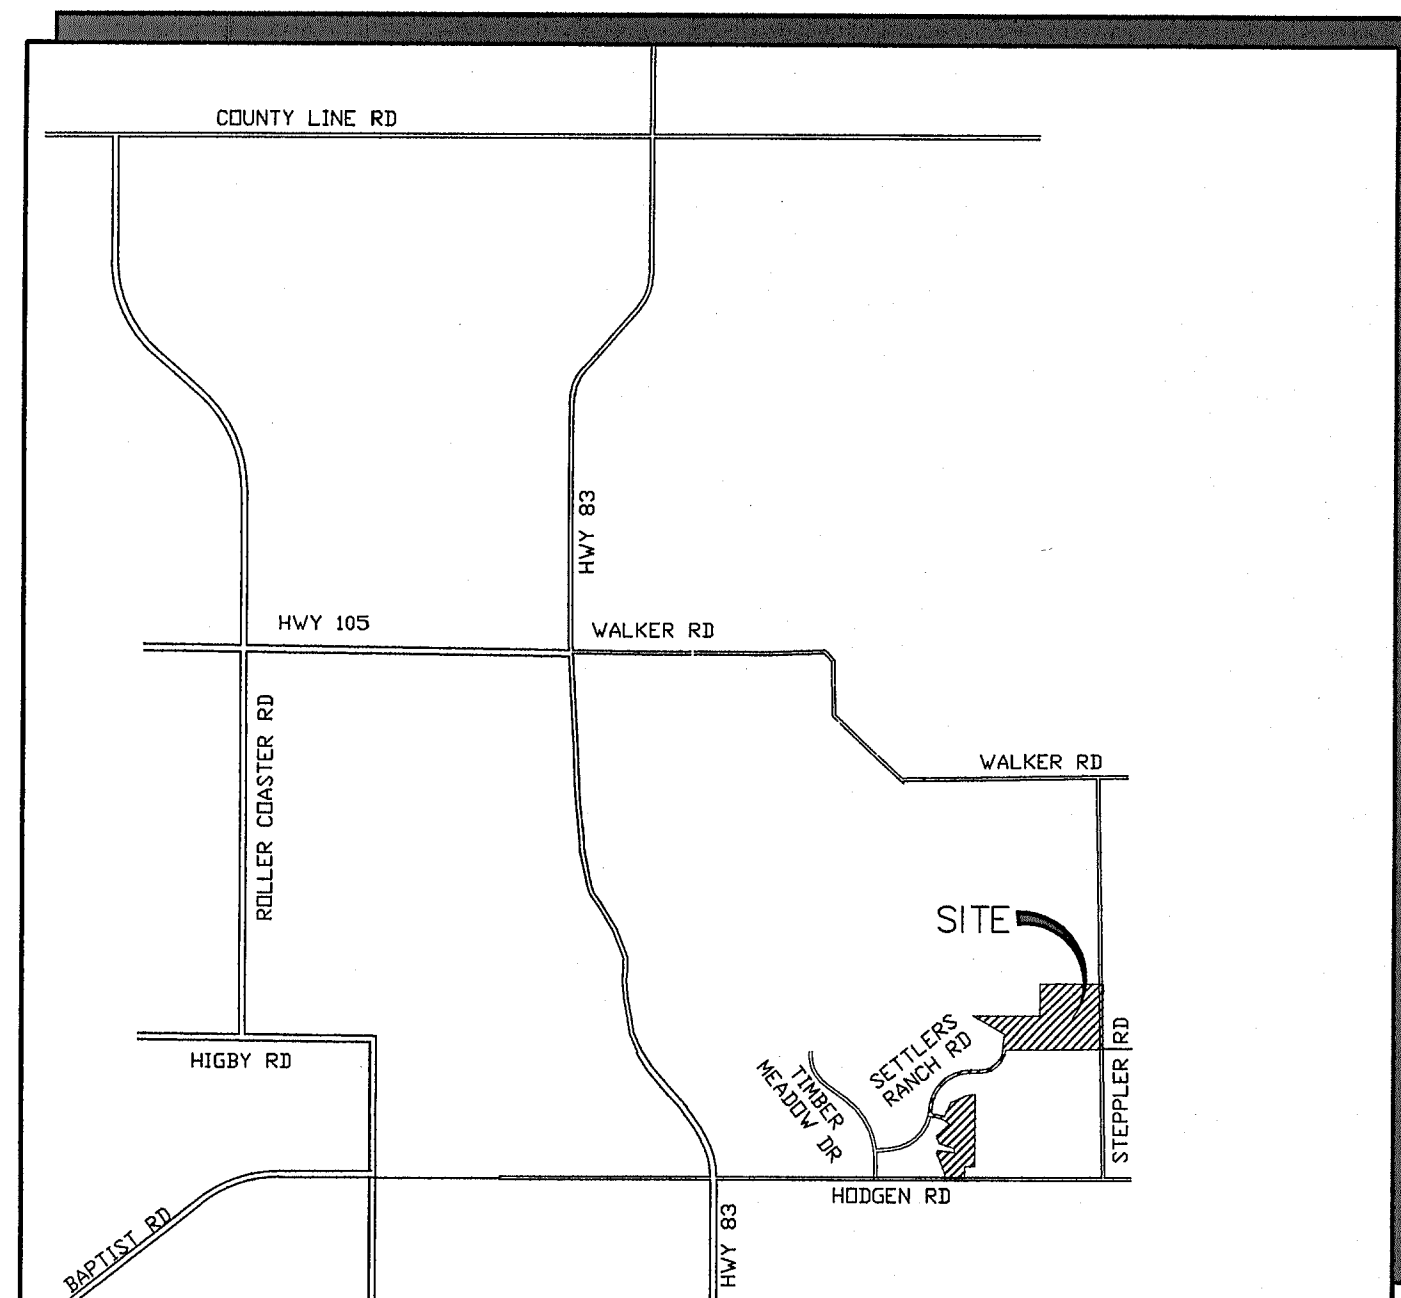 COUNTY LINE RD
HWY 83
HWY 105
WALKER RD
ROLLER COASTER RD
WALKER RD
SITE
SETTLERS
RANCH RD
TIMBER
MEADOW DR
STEPPLER RD
HIGBY RD
HODGEN RD
BAPTIST RD
HWY 83